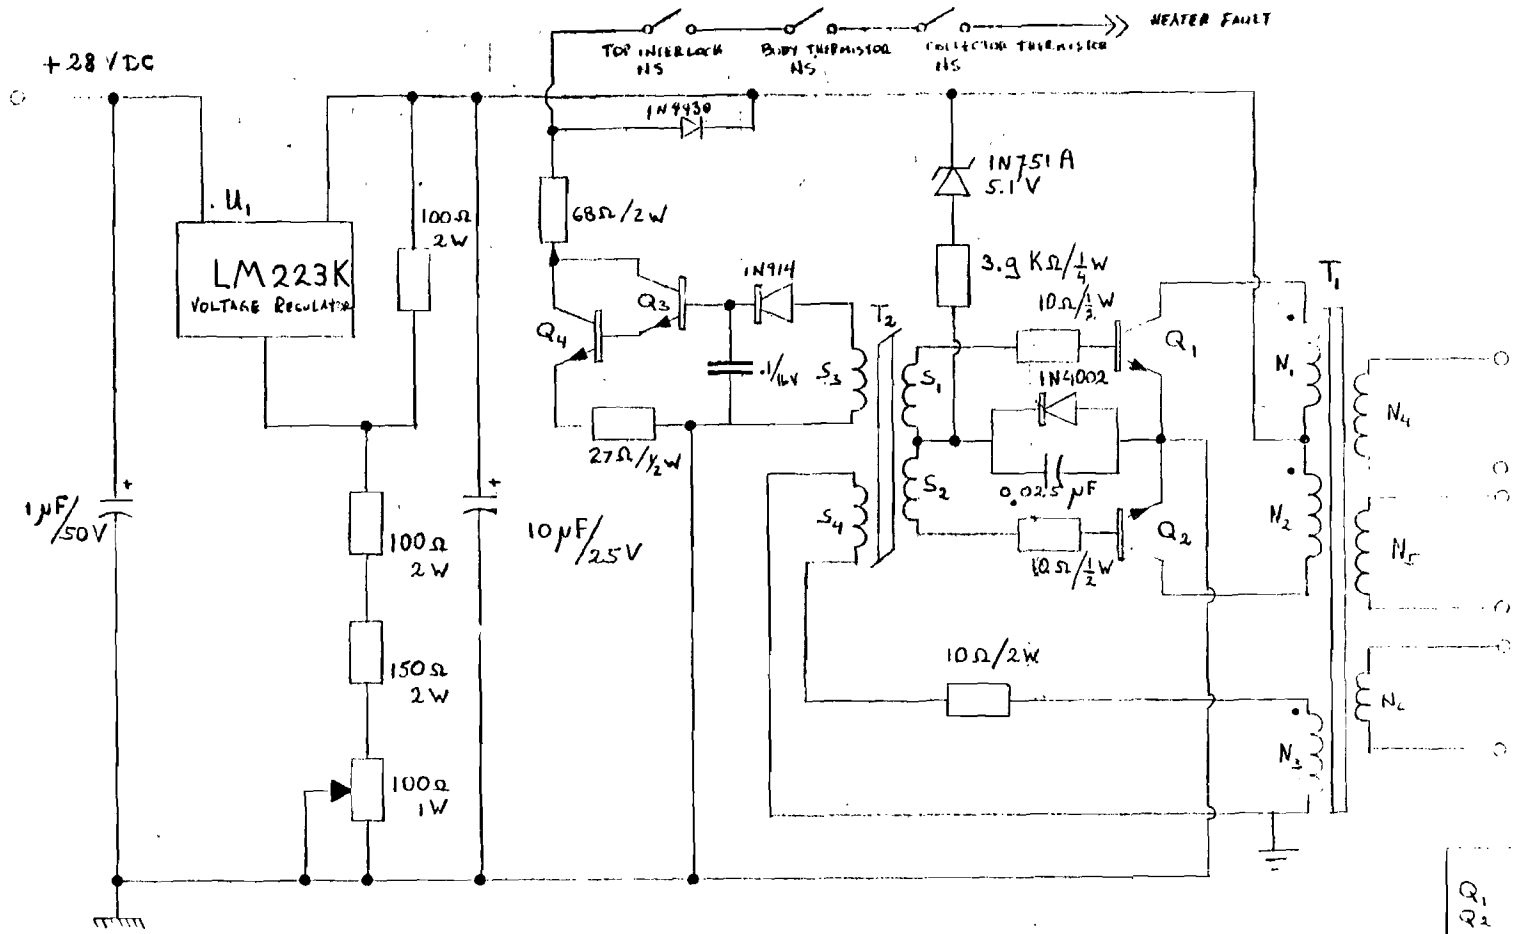 HEATER FAULT
TOP INTERLOCK
NS
BODY THERMISTOR
NS
COLLECTOR THERMISTER
NS
+28 VDC
1N4430
1N751A
5.1V
U1
LM223K
VOLTAGE REGULATOR
100Ω
2W
68Ω/2W
3.9 KΩ/¼W
1N914
10Ω/½W
T1
Q3
Q4
T2
Q1
N1
.1/16V
S3
S1
1N4002
N4
27Ω/½W
S4
S2
0.025 μF
Q2
N2
N5
1μF/50V
100Ω
2W
10μF/25V
10Ω/½W
150Ω
2W
10Ω/2W
N3
100Ω
1W
Q1
Q2